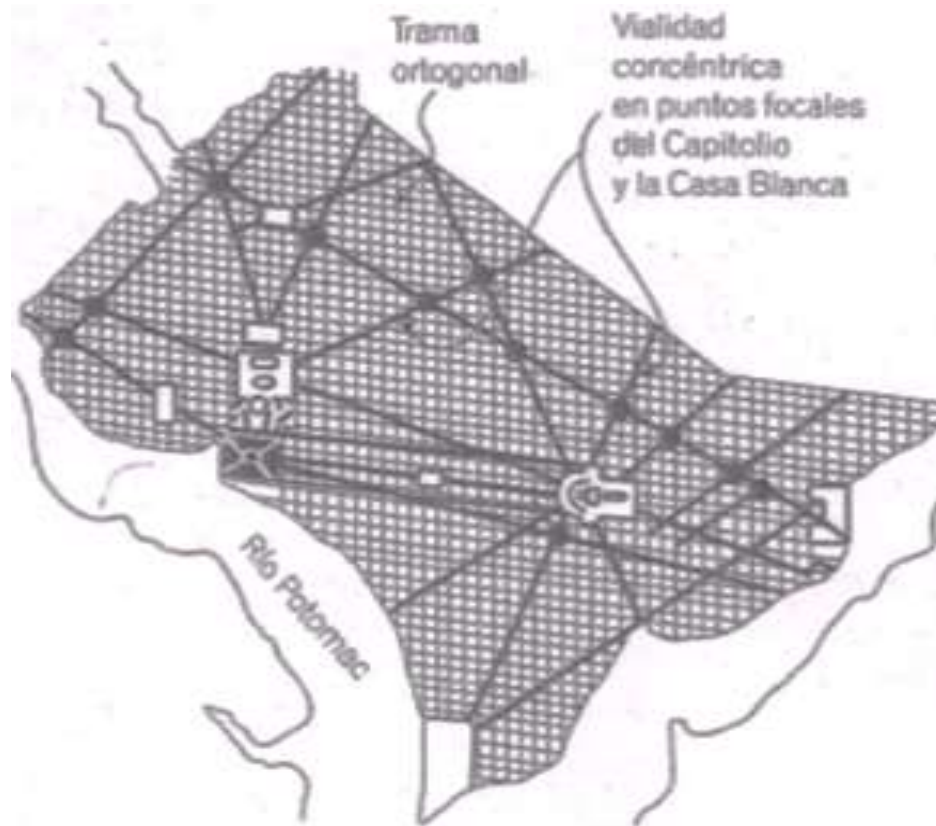 Trama
ortogonal
Vialidad
concéntrica
en puntos focales
del Capitolio
y la Casa Blanca
Río Potomac